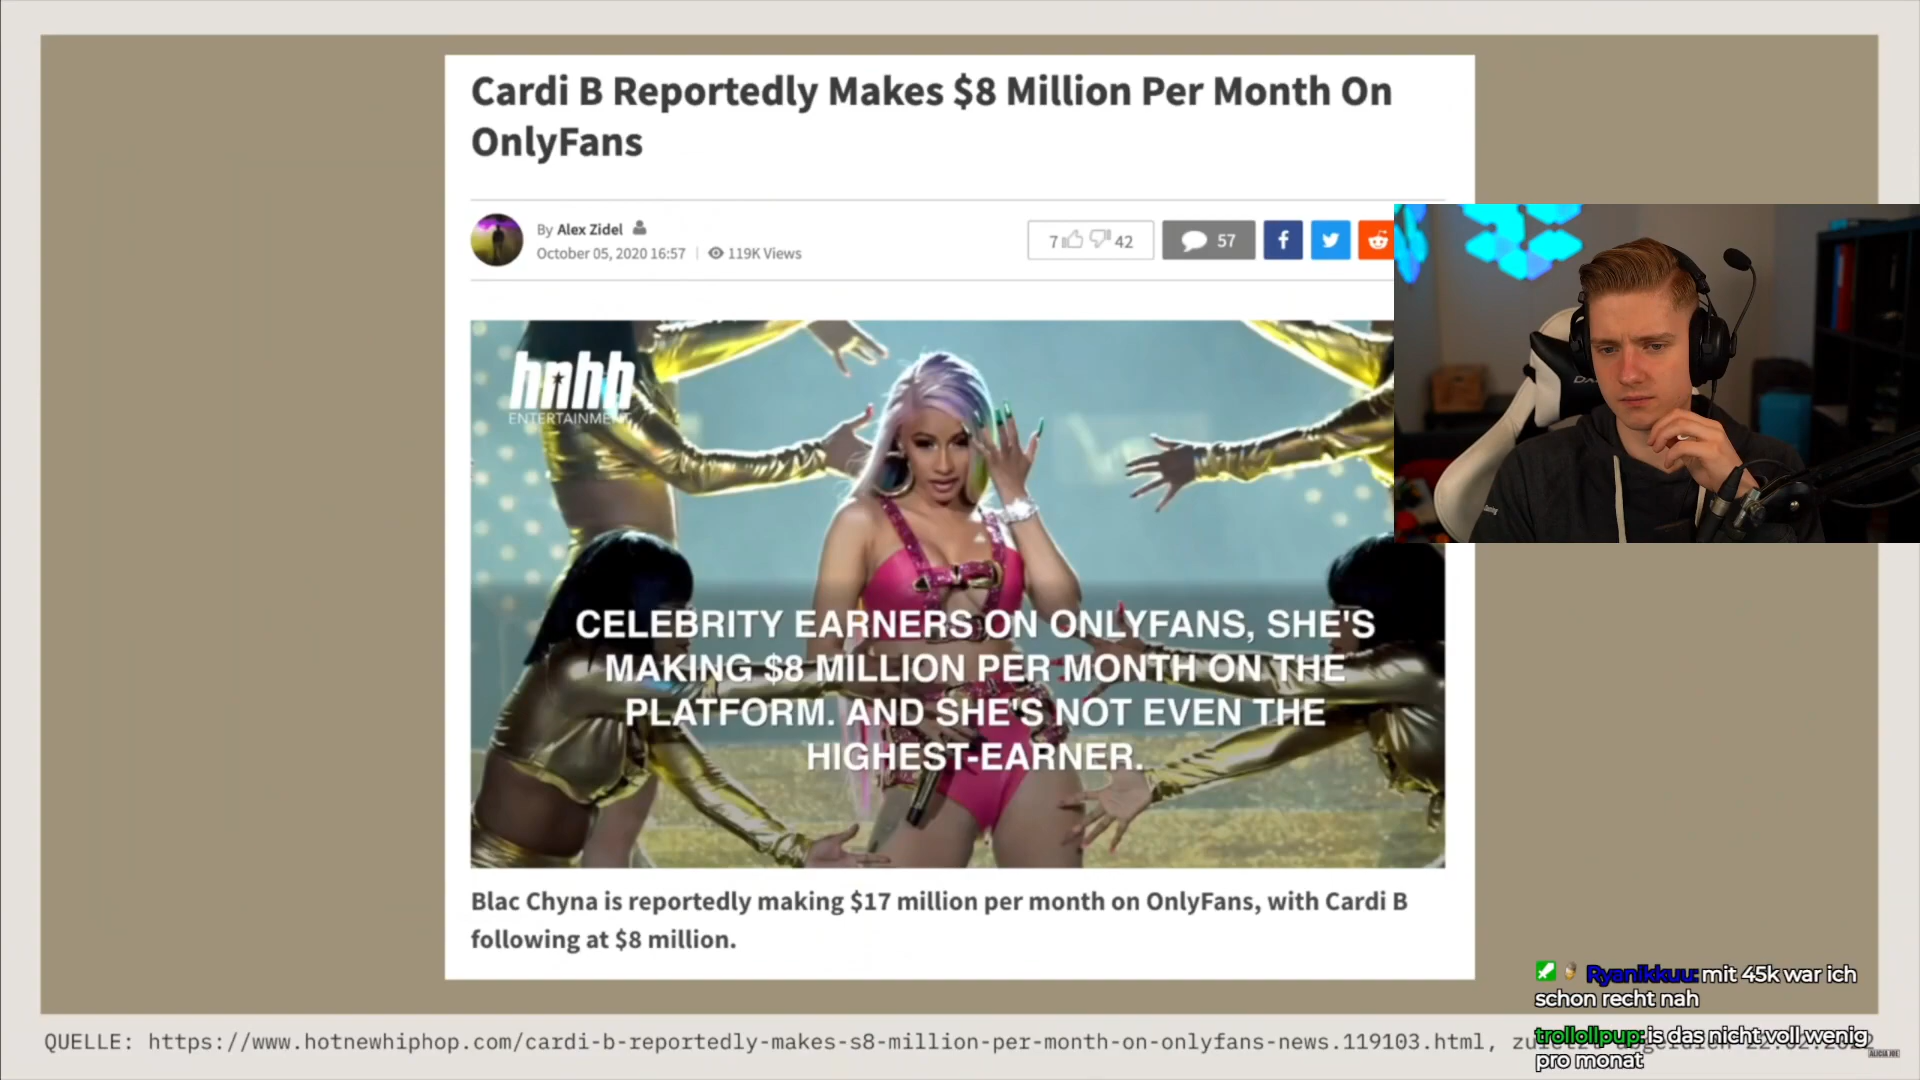 Cardi B Reportedly Makes $8 Million Per Month On
OnlyFans
By Alex Zidel
October 05, 2020 16:57 | 119K Views
7 42
57
hnhh
ENTERTAINMENT
CELEBRITY EARNERS ON ONLYFANS, SHE'S
MAKING $8 MILLION PER MONTH ON THE
PLATFORM. AND SHE'S NOT EVEN THE
HIGHEST-EARNER.
Blac Chyna is reportedly making $17 million per month on OnlyFans, with Cardi B
following at $8 million.
Ryanikkuu: mit 45k war ich
schon recht nah
trollollpup: is das nicht voll wenig
pro monat
QUELLE: https://www.hotnewhiphop.com/cardi-b-reportedly-makes-s8-million-per-month-on-onlyfans-news.119103.html,
ALICIA JOE